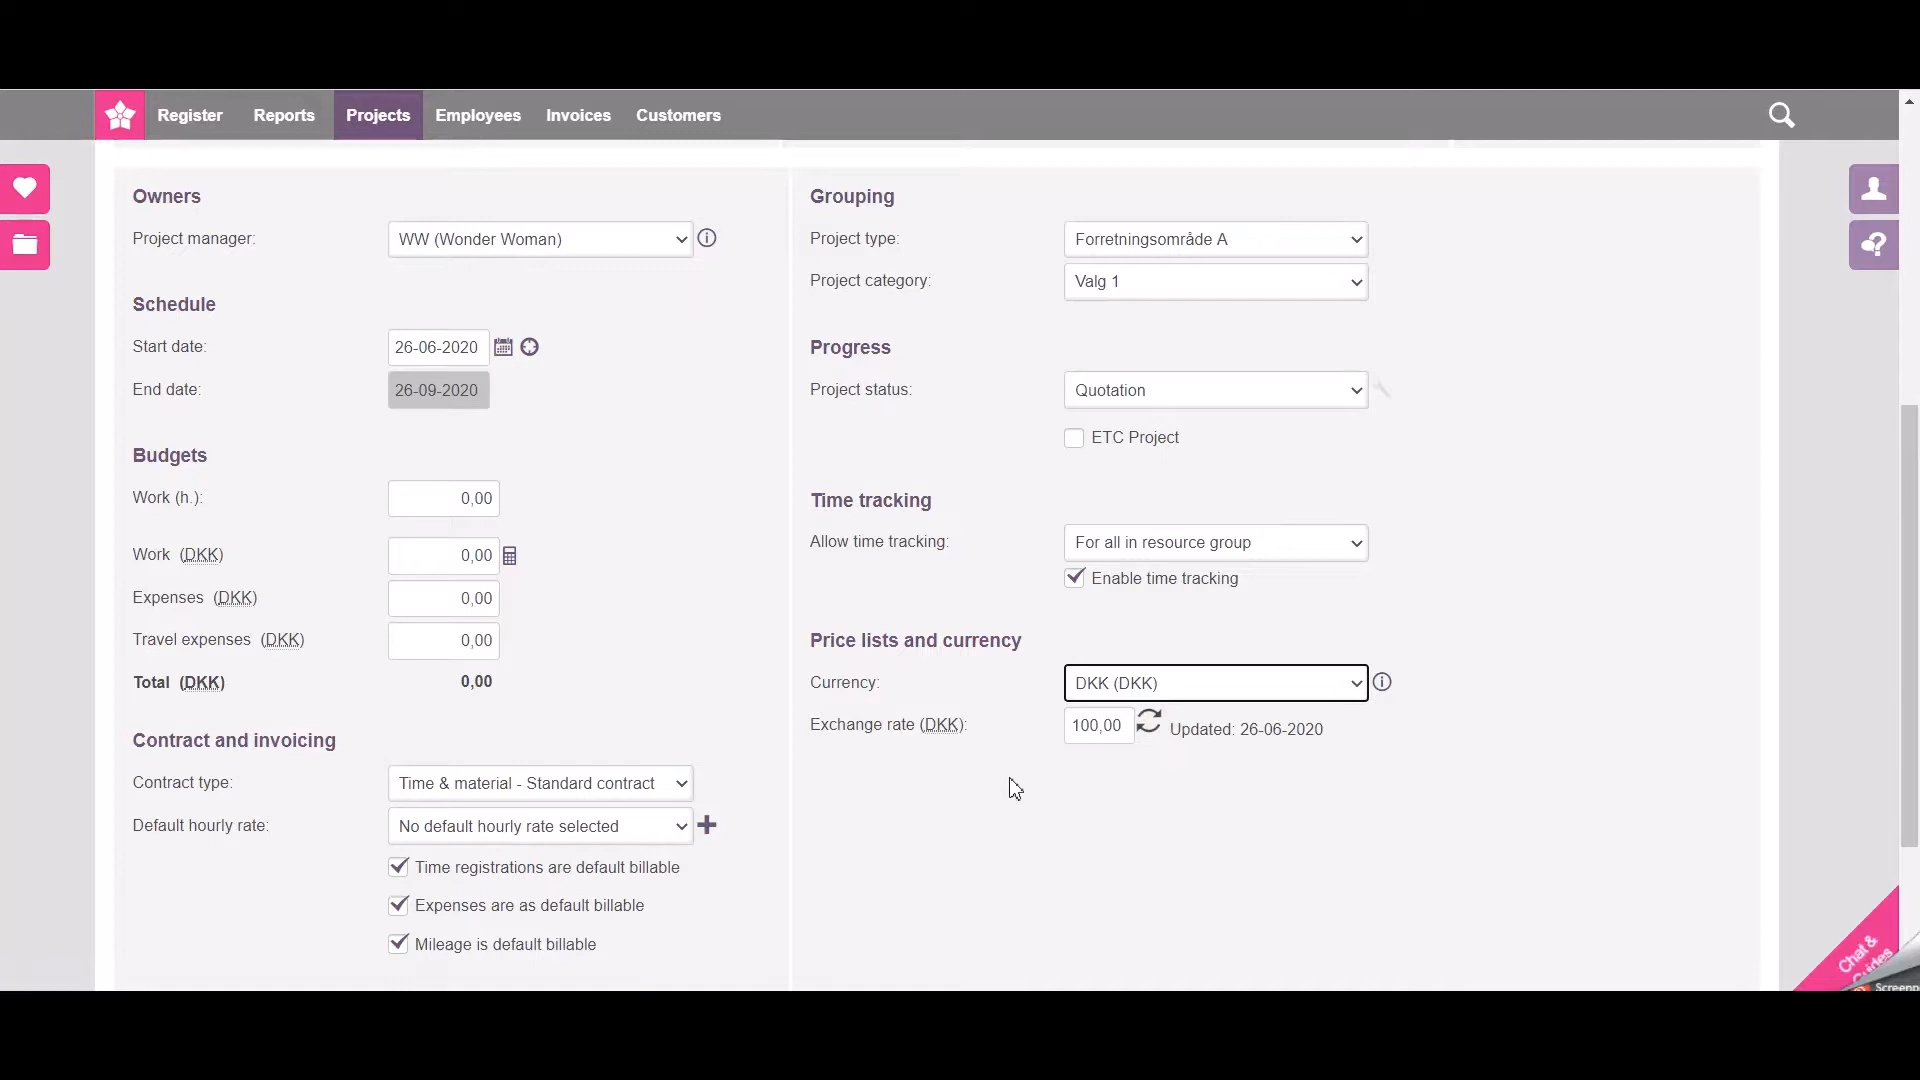 Register Reports Projects Employees Invoices Customers
Owners
Project manager: WW (Wonder Woman)
Schedule
Start date: 26-06-2020
End date: 26-09-2020
Budgets
Work (h.): 0,00
Work (DKK) 0,00
Expenses (DKK) 0,00
Travel expenses (DKK) 0,00
Total (DKK) 0,00
Contract and invoicing
Contract type: Time & material - Standard contract
Default hourly rate: No default hourly rate selected
Time registrations are default billable
Expenses are as default billable
Mileage is default billable
Grouping
Project type: Forretningsområde A
Project category: Valg 1
Progress
Project status: Quotation
ETC Project
Time tracking
Allow time tracking: For all in resource group
Enable time tracking
Price lists and currency
Currency: DKK (DKK)
Exchange rate (DKK): 100,00 Updated: 26-06-2020
Chat &